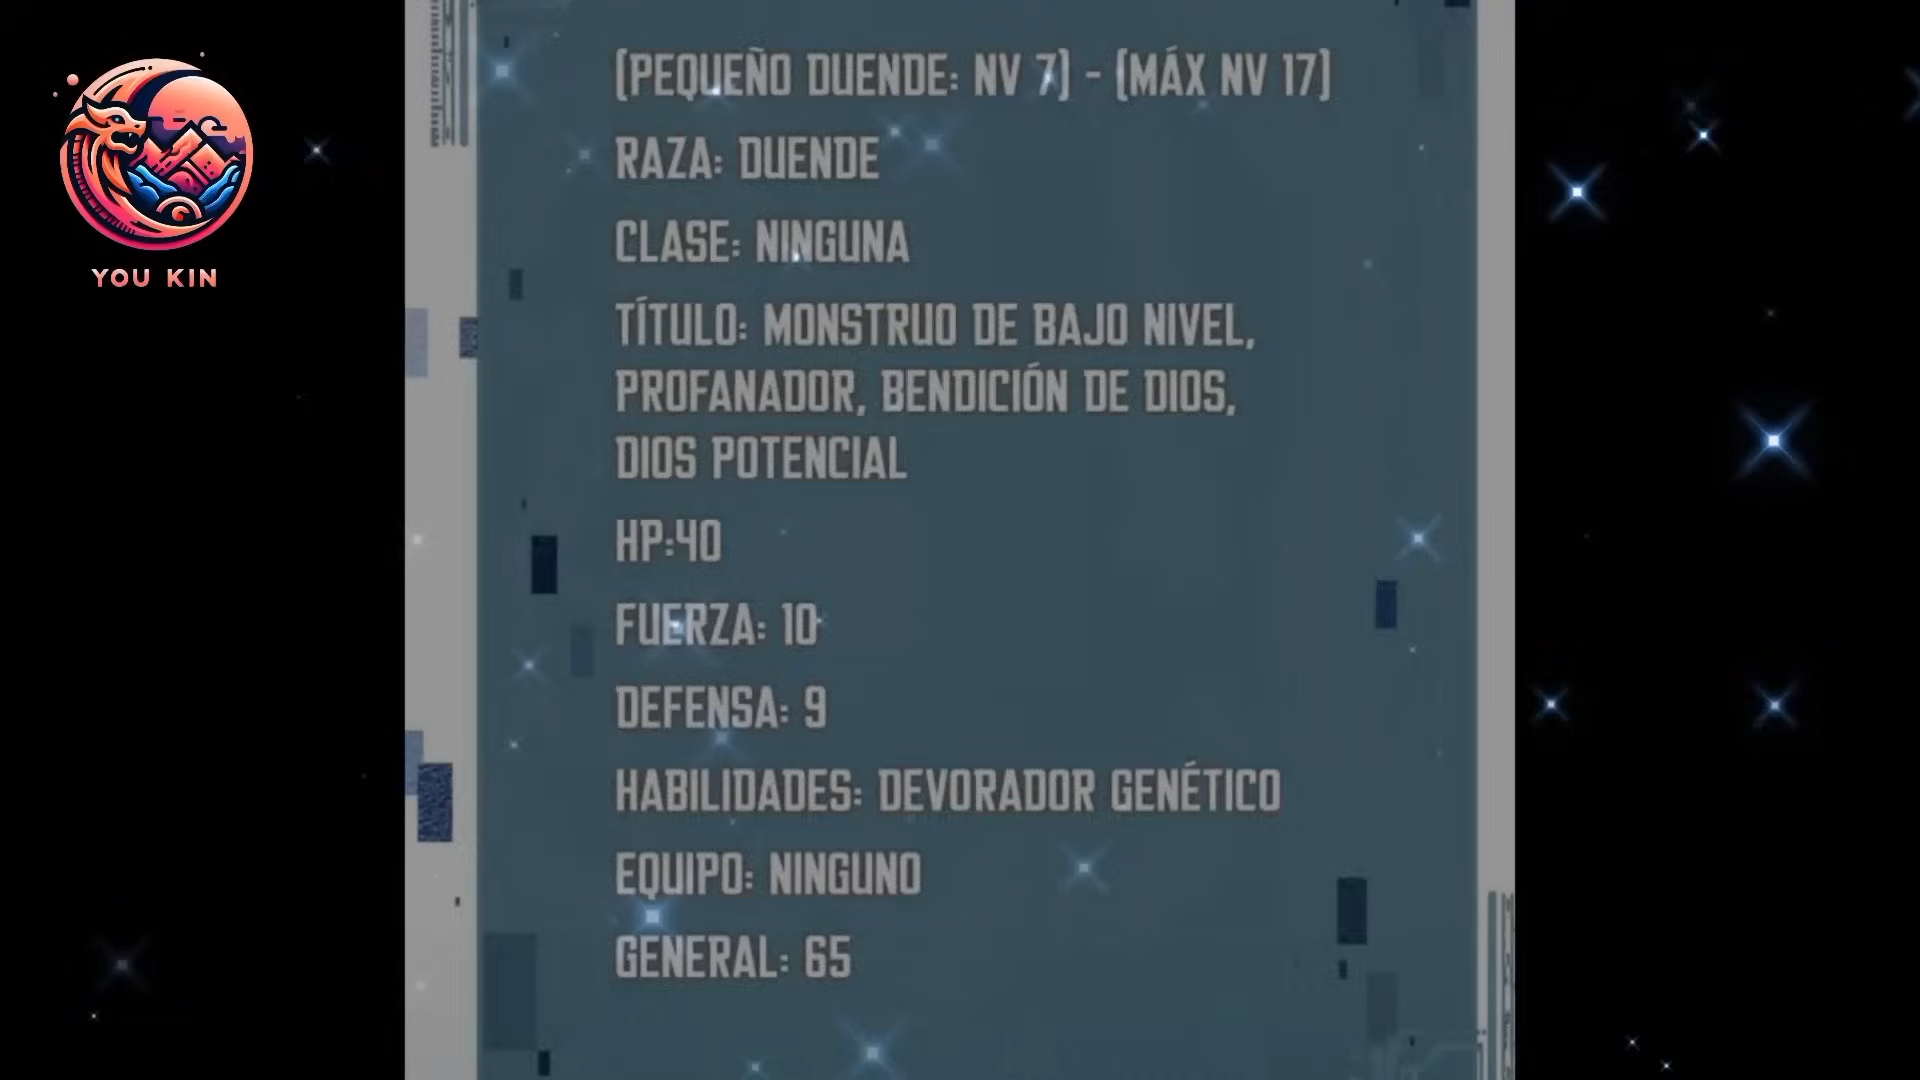 YOU KIN
[PEQUEÑO DUENDE: NV 7] - [MÁX NV 17]
RAZA: DUENDE
CLASE: NINGUNA
TÍTULO: MONSTRUO DE BAJO NIVEL,
PROFANADOR, BENDICIÓN DE DIOS,
DIOS POTENCIAL
HP:40
FUERZA: 10
DEFENSA: 9
HABILIDADES: DEVORADOR GENÉTICO
EQUIPO: NINGUNO
GENERAL: 65